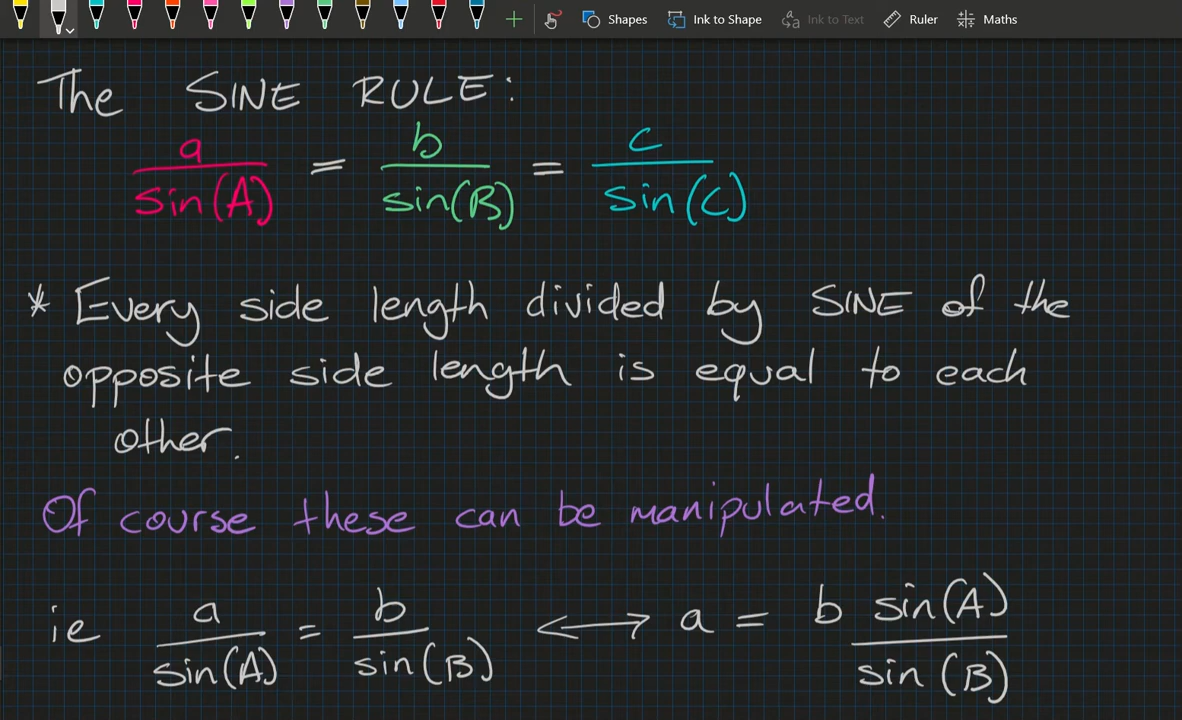 Shapes Ink to Shape Ink to Text Ruler Maths
The SINE RULE:
a/sin(A) = b/sin(B) = c/sin(C)
* Every side length divided by SINE of the
opposite side length is equal to each
other.
Of course these can be manipulated.
ie a/sin(A) = b/sin(B) ⟷ a = b sin(A)/sin(B)